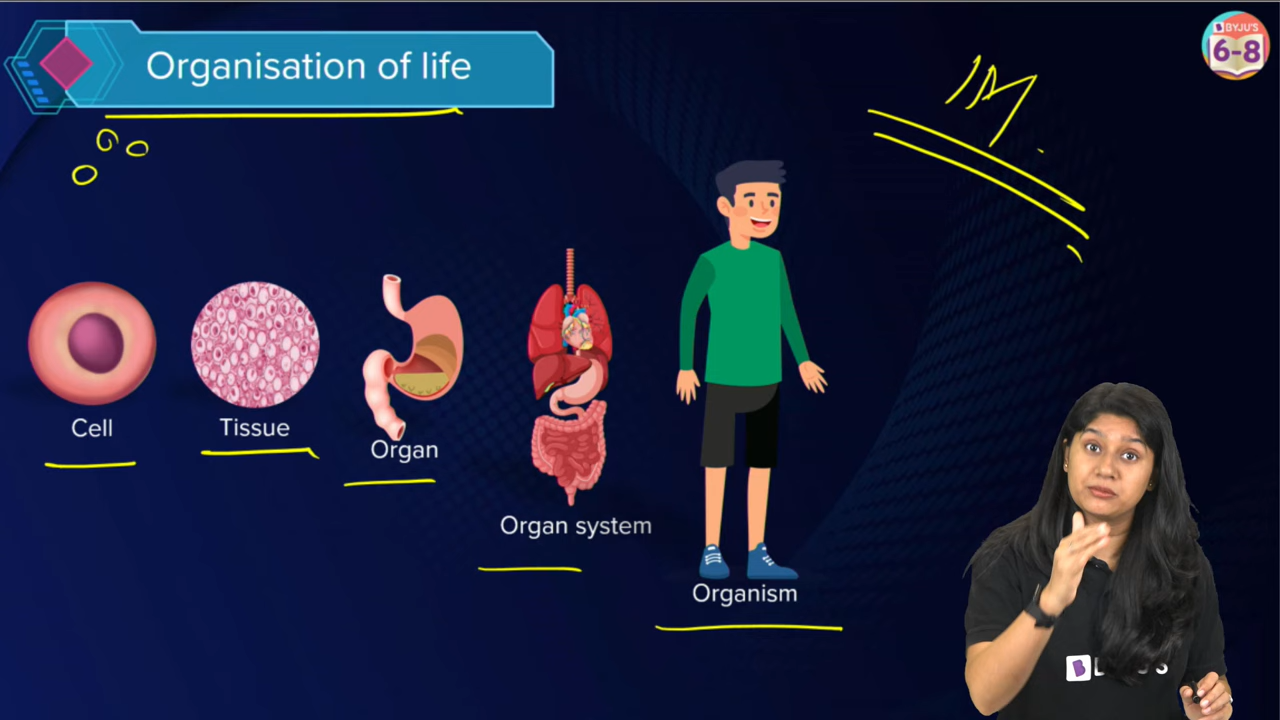 Organisation of life
BYJU'S
6-8
Cell
Tissue
Organ
Organ system
Organism